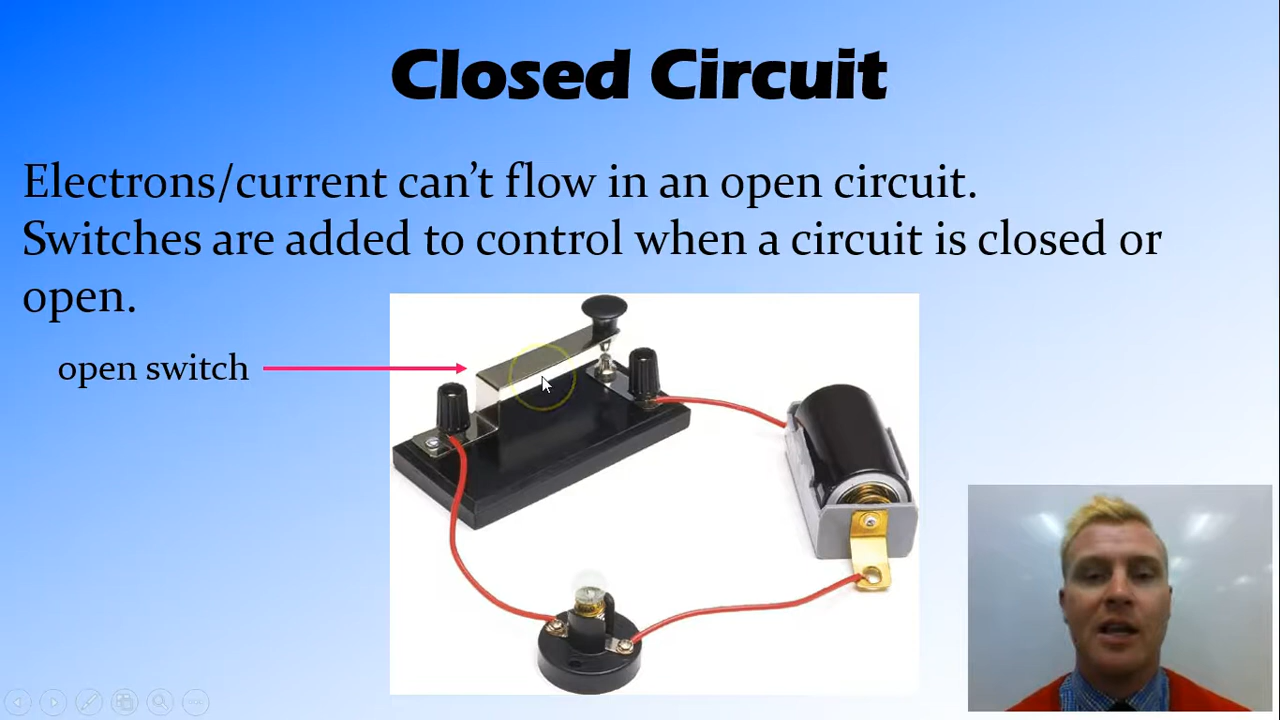 Closed Circuit
Electrons/current can’t flow in an open circuit.
Switches are added to control when a circuit is closed or
open.
open switch